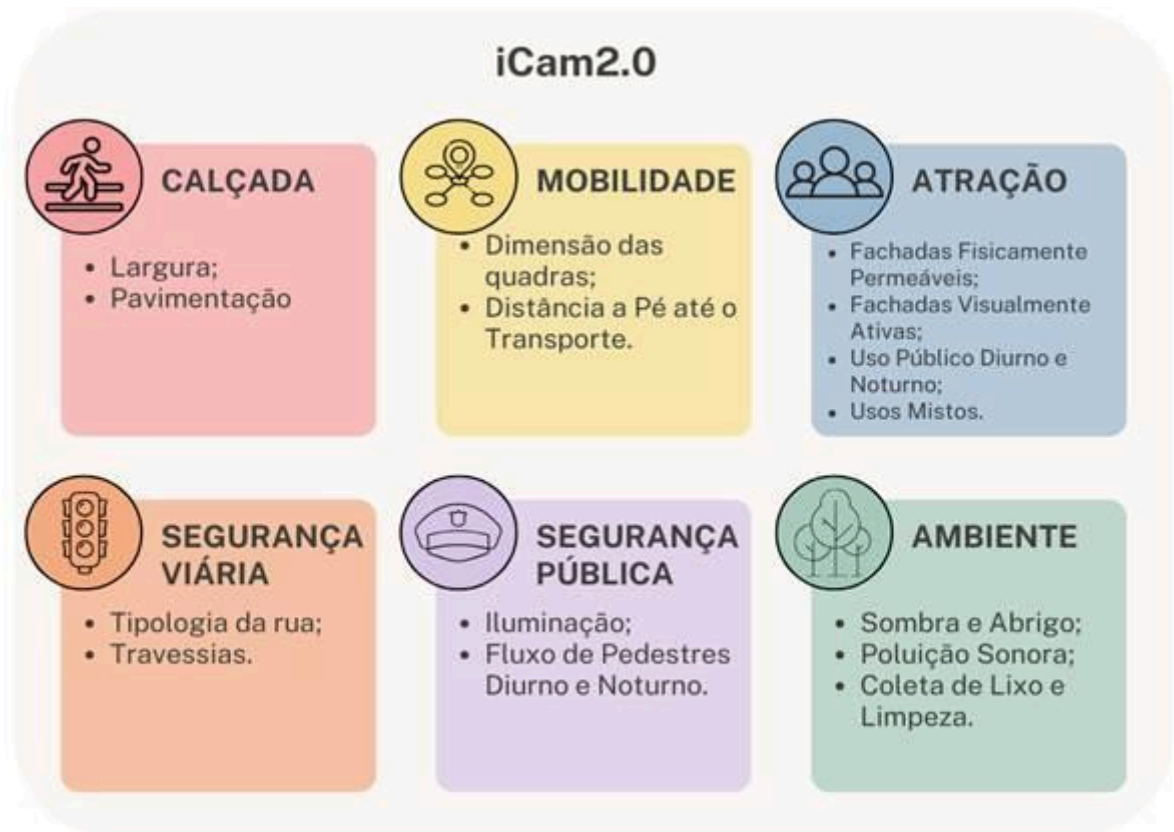 iCam2.0
CALÇADA
• Largura;
• Pavimentação
MOBILIDADE
• Dimensão das
quadras;
• Distância a Pé até o
Transporte.
ATRAÇÃO
• Fachadas Fisicamente
Permeáveis;
• Fachadas Visualmente
Ativas;
• Uso Público Diurno e
Noturno;
• Usos Mistos.
SEGURANÇA
VIÁRIA
• Tipologia da rua;
• Travessias.
SEGURANÇA
PÚBLICA
• Iluminação;
• Fluxo de Pedestres
Diurno e Noturno.
AMBIENTE
• Sombra e Abrigo;
• Poluição Sonora;
• Coleta de Lixo e
Limpeza.